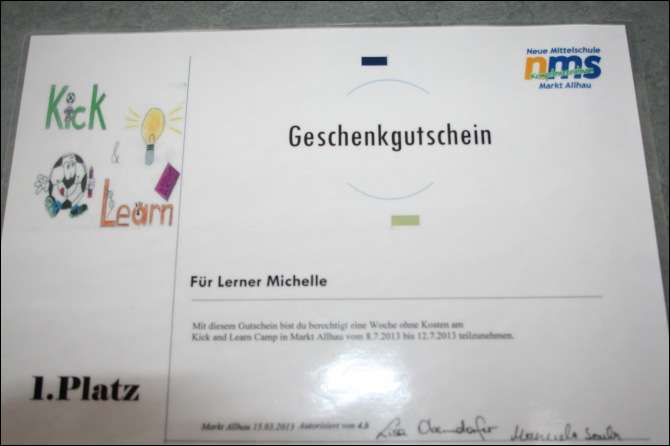 Kick
&
Learn
Neue Mittelschule
nms
Markt Allhau
Geschenkgutschein
Für Lerner Michelle
Mit diesem Gutschein bist du berechtigt eine Woche ohne Kosten am
Kick and Learn Camp in Markt Allhau vom 8.7.2013 bis 12.7.2013 teilzunehmen.
1.Platz
Markt Allhau 15.03.2013 Autorisiert von 4.b Lisa